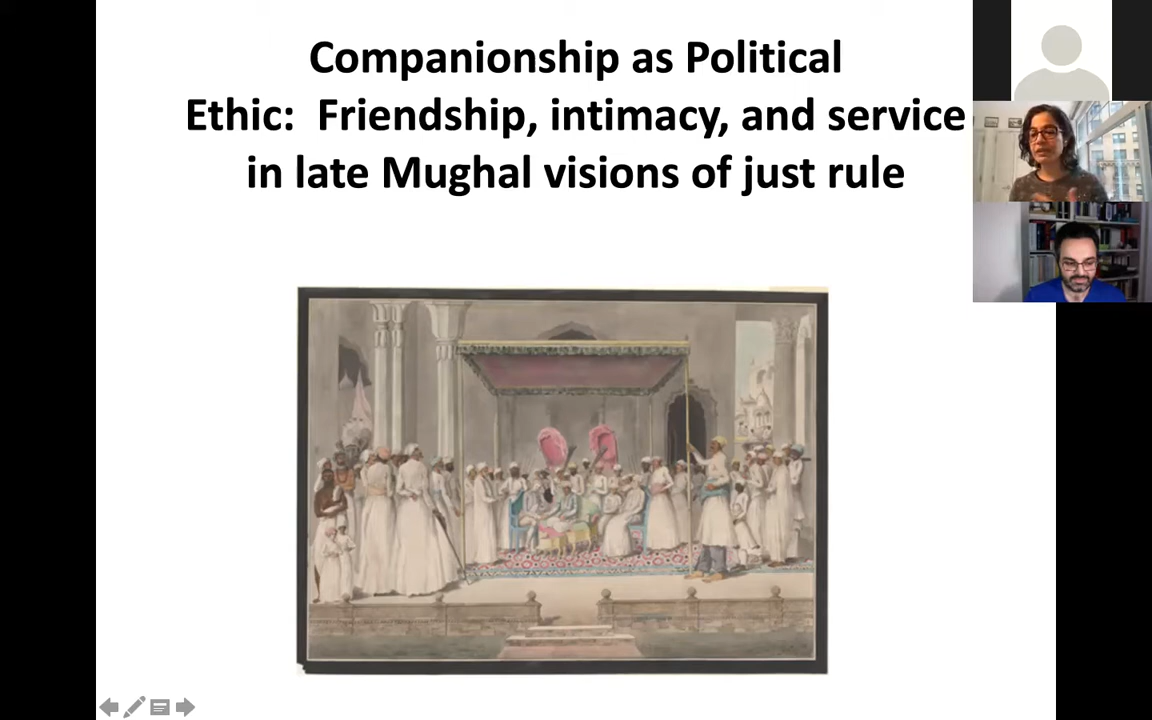 Companionship as Political
Ethic: Friendship, intimacy, and service
in late Mughal visions of just rule